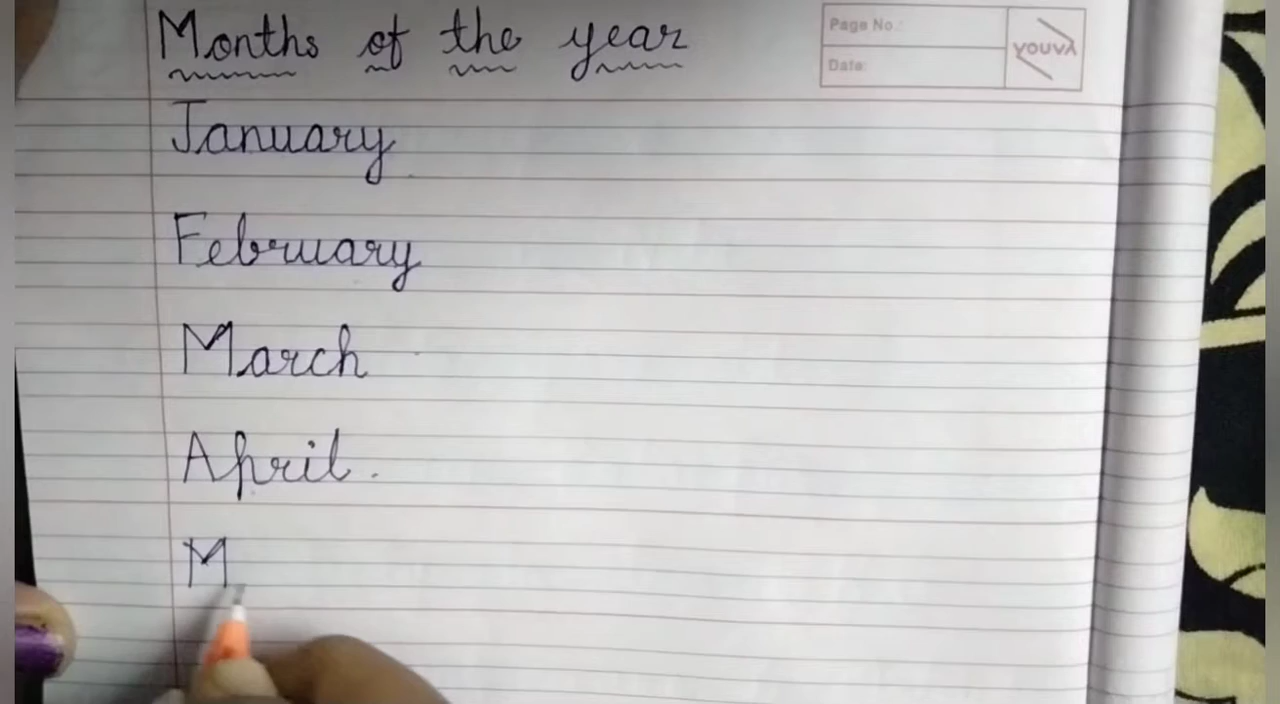 Months of the year
Page No.:
Date:
youva
January
February
March
April.
M